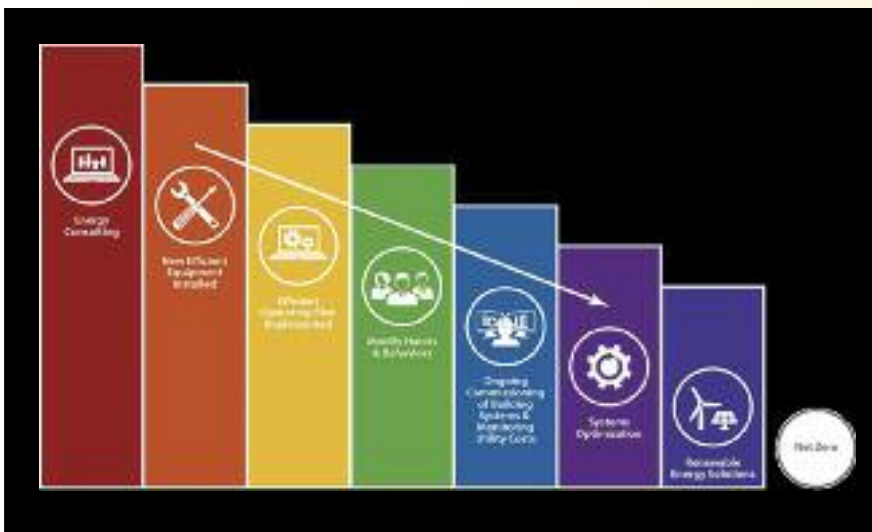 Energy
Consulting
New Efficient
Equipment
Installed
Efficient
Operating Plan
Implemented
Modify Habits
& Behaviors
Ongoing
Commissioning
of Building
Systems &
Monitoring
Utility Costs
Systems
Optimization
Renewable
Energy Solutions
Net Zero